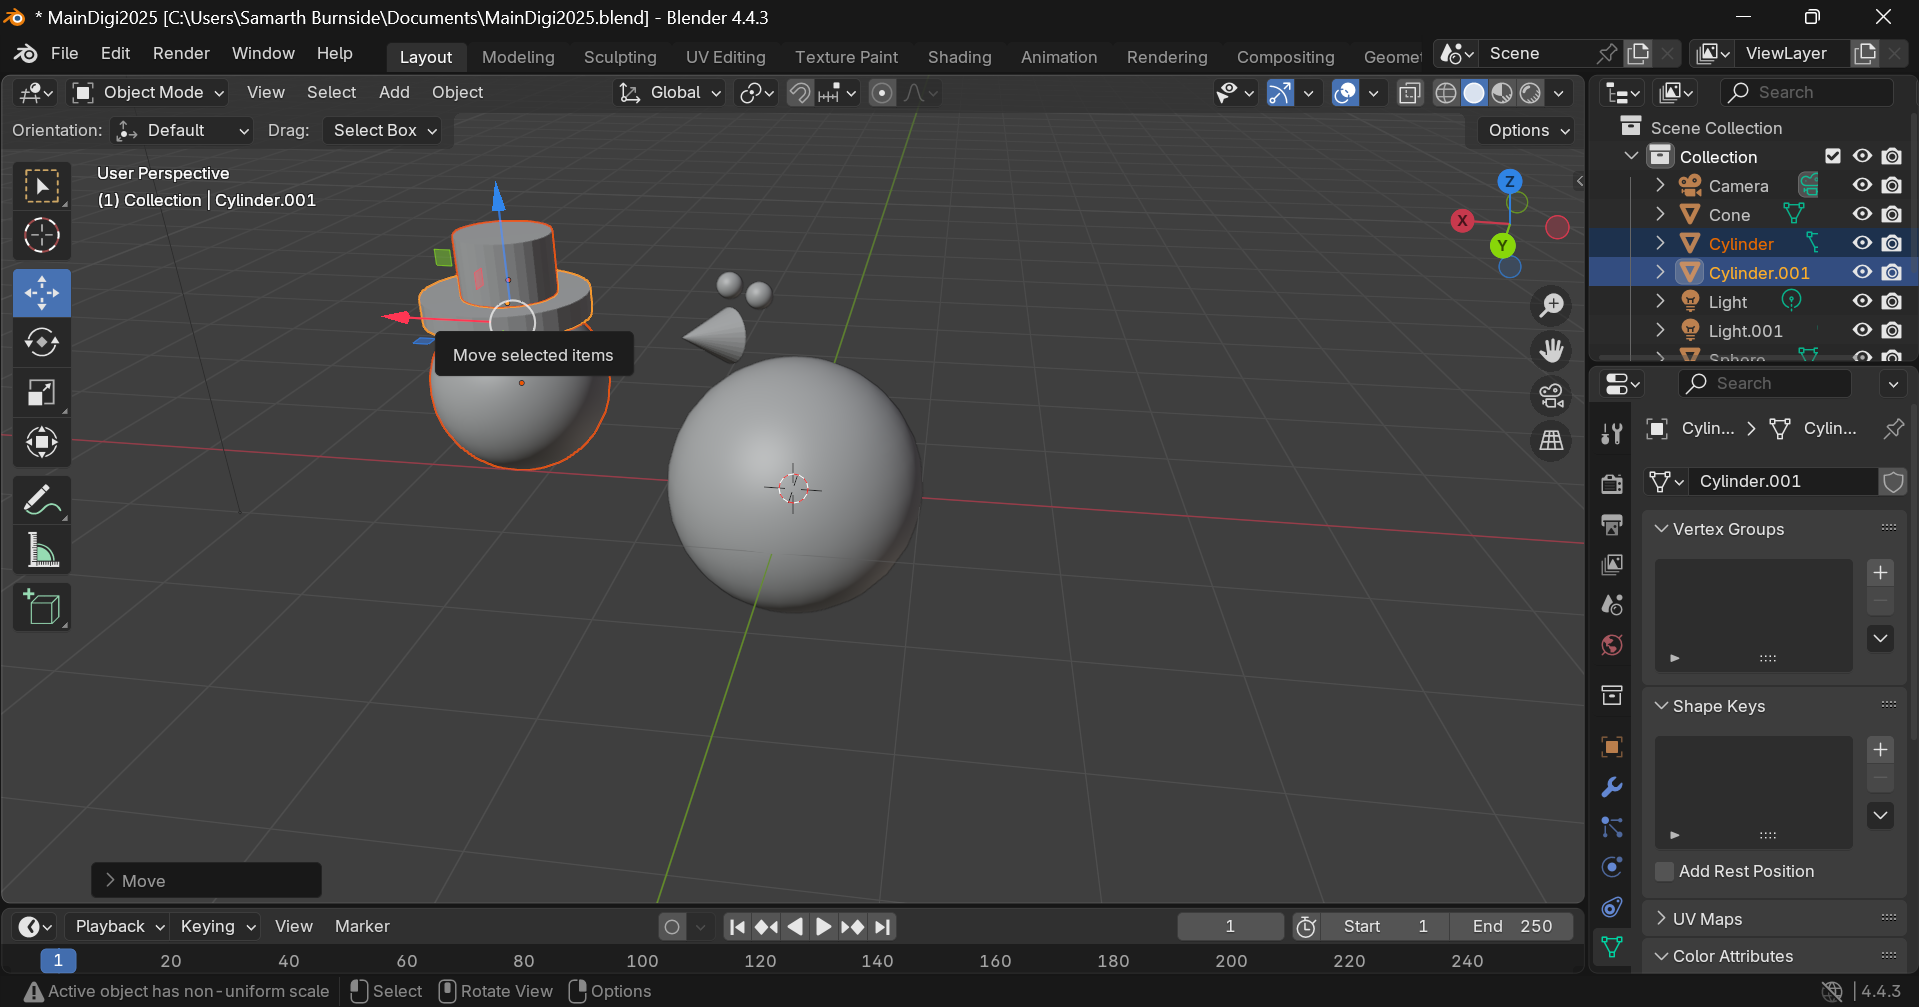 * MainDigi2025 [C:\Users\Samarth Burnside\Documents\MainDigi2025.blend] - Blender 4.4.3
File Edit Render Window Help Layout Modeling Sculpting UV Editing Texture Paint Shading Animation Rendering Compositing Geomet Scene ViewLayer
Object Mode View Select Add Object Global Search
Orientation: Default Drag: Select Box Options
User Perspective
(1) Collection | Cylinder.001
Z
X
Y
Move selected items
Scene Collection
Collection
Camera
Cone
Cylinder
Cylinder.001
Light
Light.001
Sphere
Search
Cylin... > Cylin...
Cylinder.001
Vertex Groups
Shape Keys
Add Rest Position
UV Maps
Color Attributes
> Move
Playback Keying View Marker 1 Start 1 End 250
1 20 40 60 80 100 120 140 160 180 200 220 240
Active object has non-uniform scale Select Rotate View Options 4.4.3